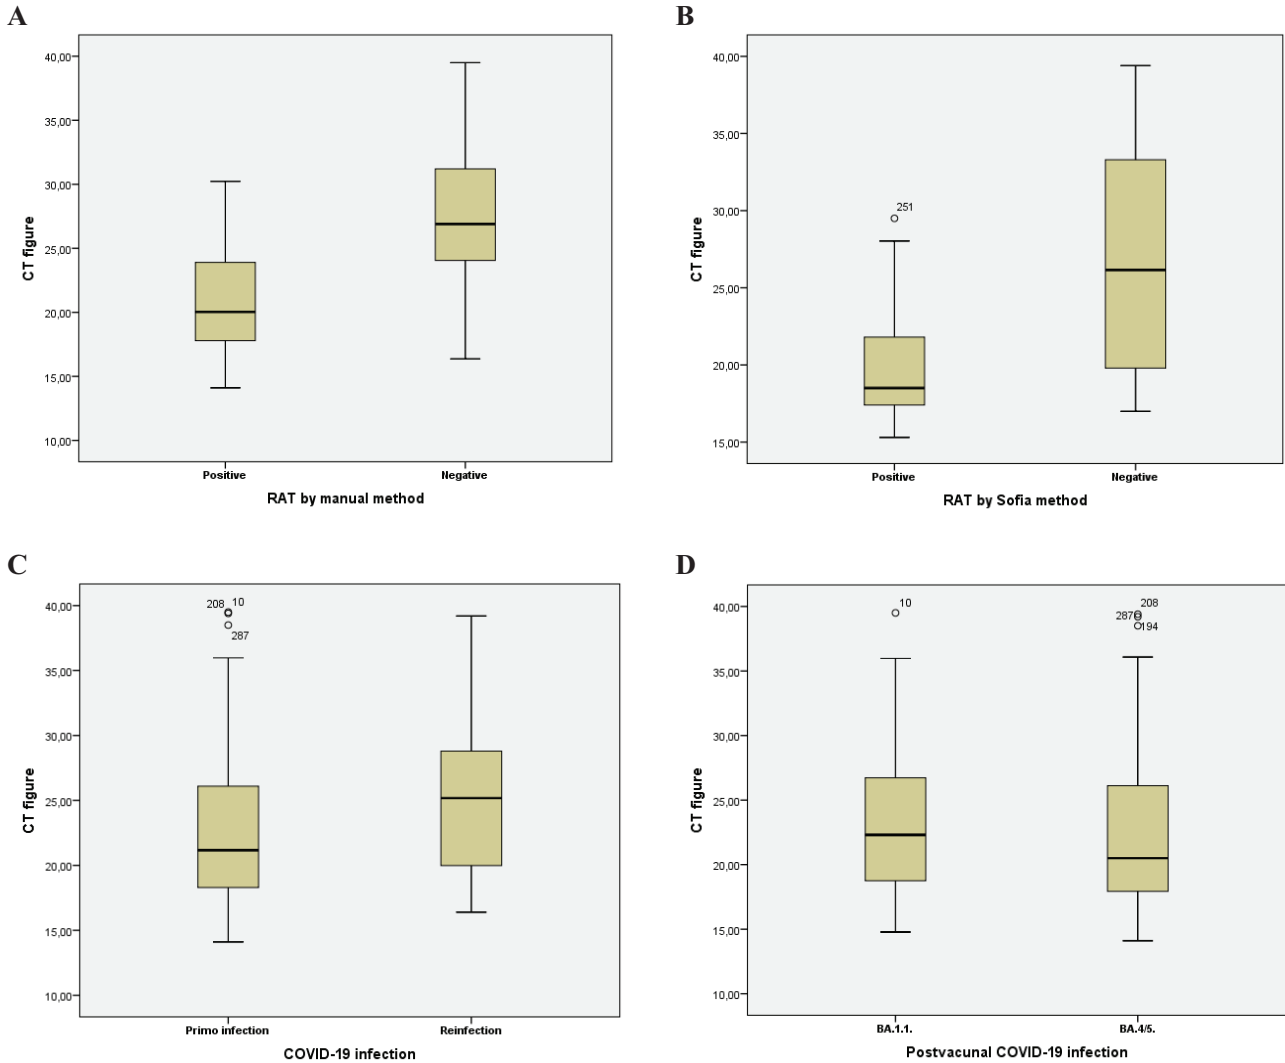 A
40,00
35,00
30,00
25,00
20,00
15,00
10,00
CT figure
Positive
Negative
RAT by manual method
B
40,00
35,00
30,00
25,00
20,00
15,00
CT figure
251
Positive
Negative
RAT by Sofia method
C
40,00
35,00
30,00
25,00
20,00
15,00
10,00
CT figure
208
10
287
Primo infection
Reinfection
COVID-19 infection
D
40,00
35,00
30,00
25,00
20,00
15,00
10,00
CT figure
10
208
287
194
BA.1.1.
BA.4/5.
Postvacunal COVID-19 infection